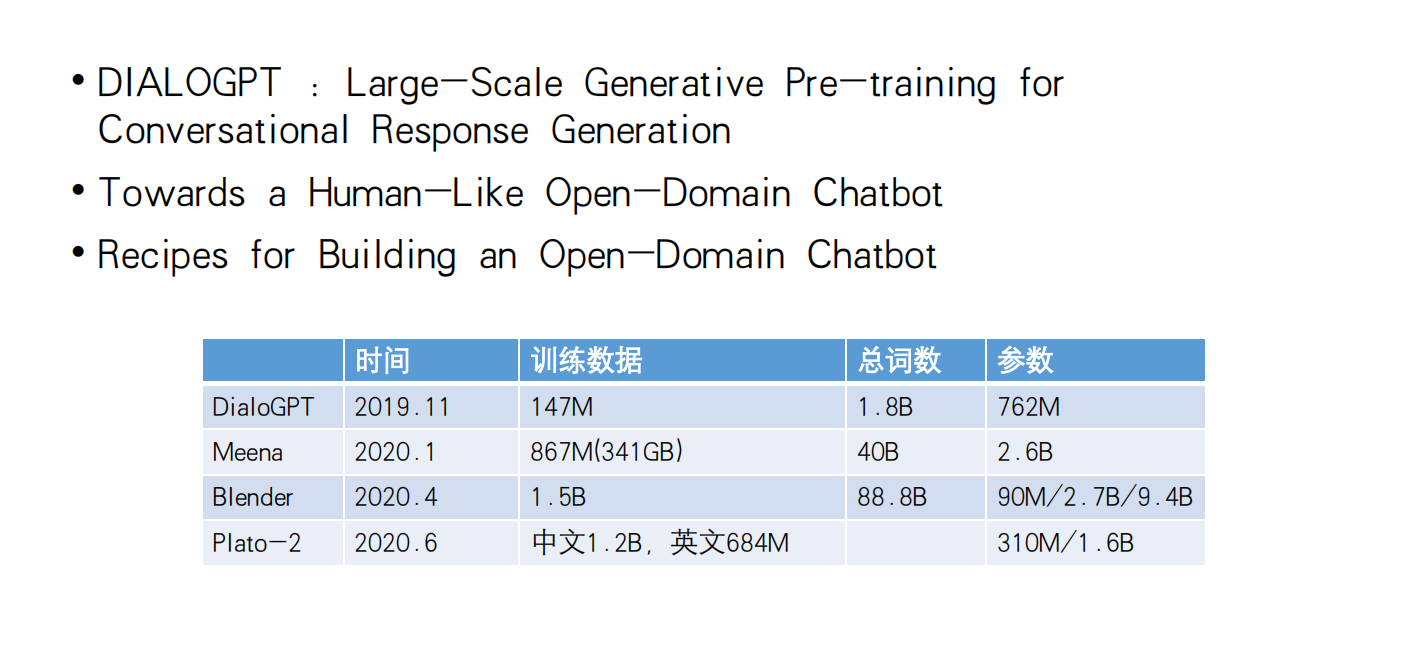 • DIALOGPT : Large-Scale Generative Pre-training for
Conversational Response Generation
• Towards a Human-Like Open-Domain Chatbot
• Recipes for Building an Open-Domain Chatbot
时间 训练数据 总词数 参数
DialoGPT 2019.11 147M 1.8B 762M
Meena 2020.1 867M(341GB) 40B 2.6B
Blender 2020.4 1.5B 88.8B 90M/2.7B/9.4B
Plato-2 2020.6 中文1.2B, 英文684M 310M/1.6B